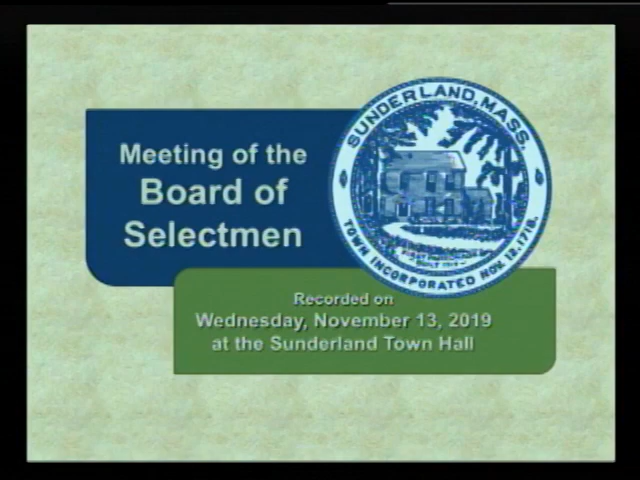 Meeting of the
Board of
Selectmen
SUNDERLAND, MASS.
TOWN INCORPORATED NOV. 12, 1718.
Recorded on
Wednesday, November 13, 2019
at the Sunderland Town Hall